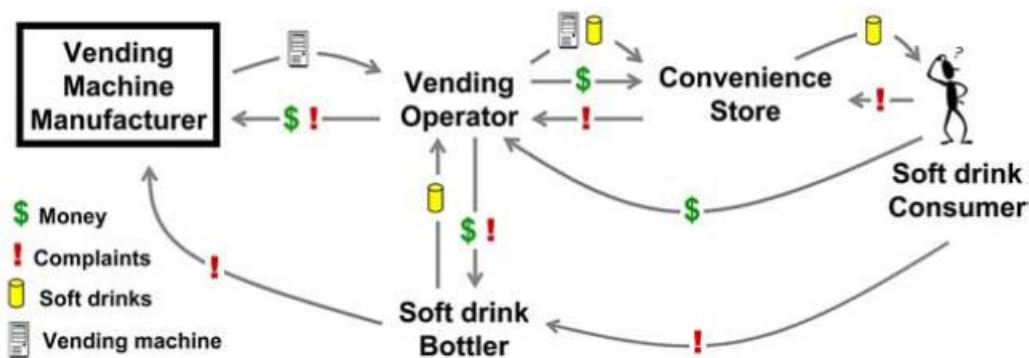 Vending
Machine
Manufacturer
Vending
Operator
Convenience
Store
?
Soft drink
Consumer
$ Money
! Complaints
Soft drinks
Vending machine
Soft drink
Bottler
$ !
$
!
!
$
$ !
!
!